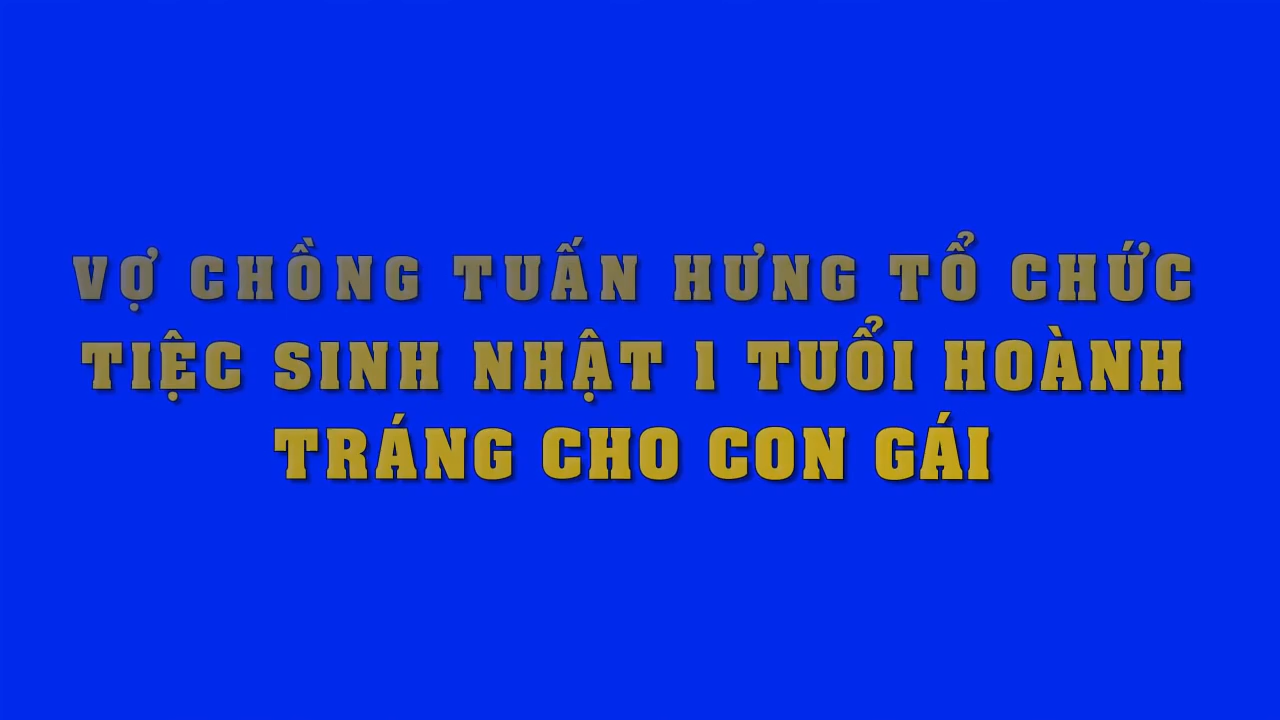 VỢ CHỒNG TUẤN HƯNG TỔ CHỨC
TIỆC SINH NHẬT 1 TUỔI HOÀNH
TRÁNG CHO CON GÁI